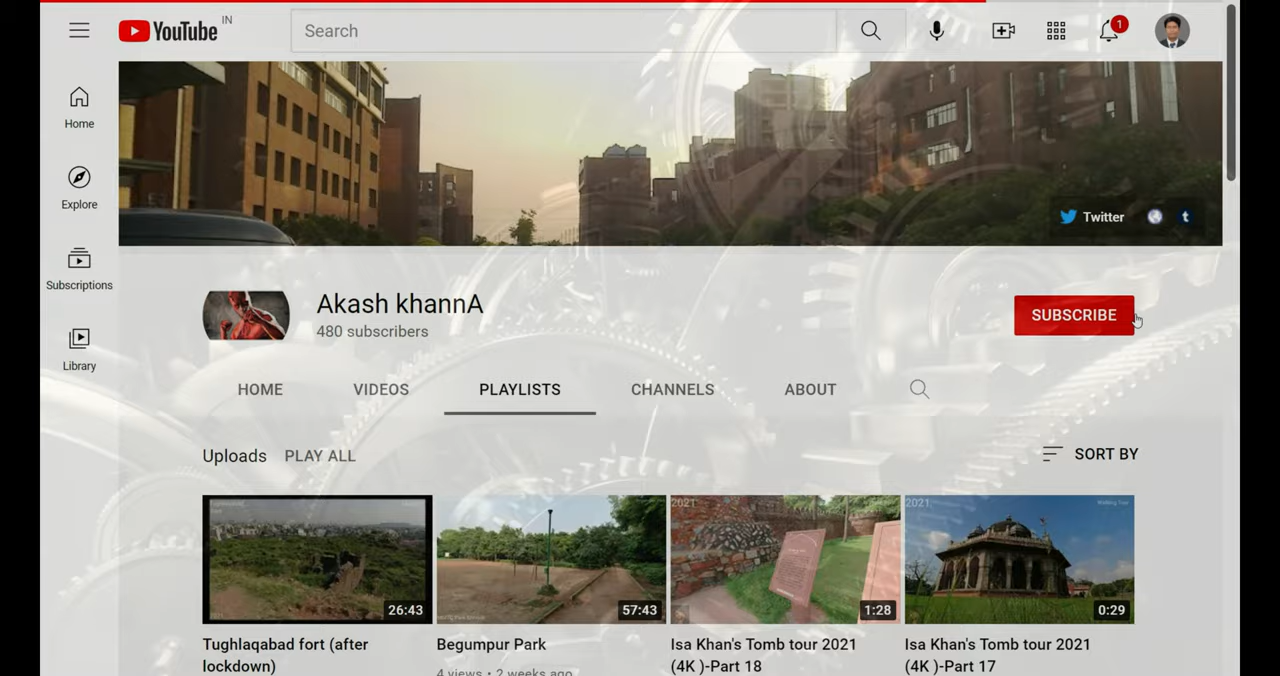 YouTube IN
Search
1
Home
Explore
Subscriptions
Library
Twitter
t
Akash khannA
480 subscribers
SUBSCRIBE
HOME VIDEOS PLAYLISTS CHANNELS ABOUT
Uploads PLAY ALL
SORT BY
26:43
57:43
2021
1:28
2021
Walking Tour
0:29
Tughlaqabad fort (after
lockdown)
Begumpur Park
4 views • 2 weeks ago
Isa Khan's Tomb tour 2021
(4K )-Part 18
Isa Khan's Tomb tour 2021
(4K )-Part 17